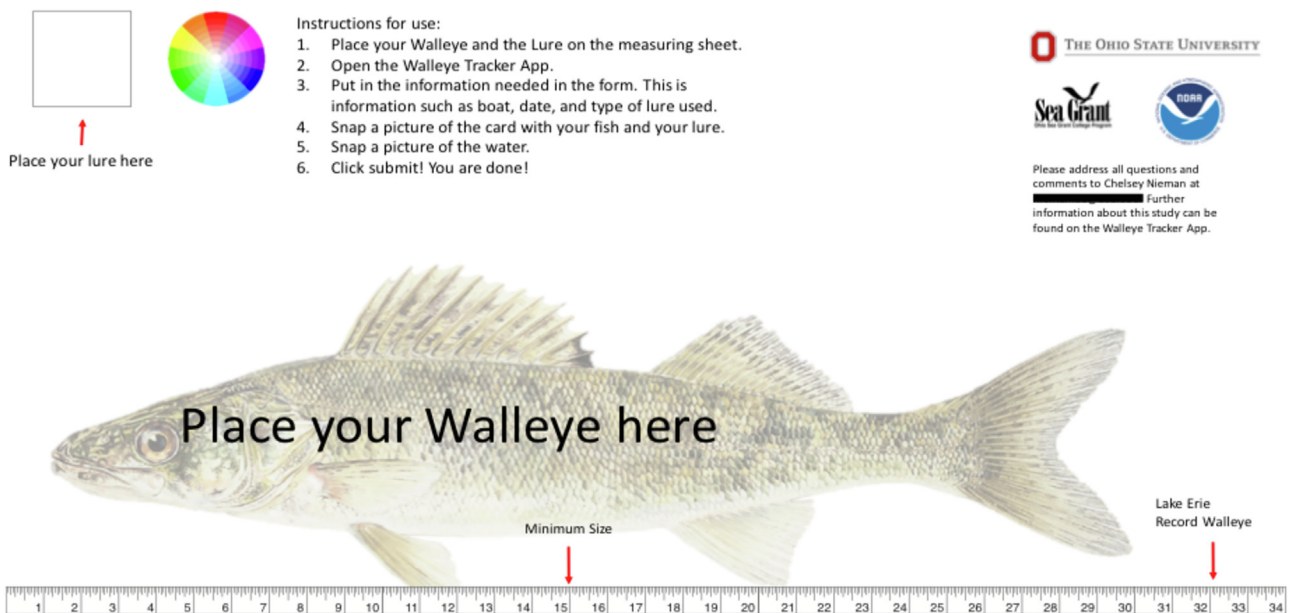 Instructions for use:
1. Place your Walleye and the Lure on the measuring sheet.
2. Open the Walleye Tracker App.
3. Put in the information needed in the form. This is
information such as boat, date, and type of lure used.
4. Snap a picture of the card with your fish and your lure.
5. Snap a picture of the water.
6. Click submit! You are done!
Place your lure here
THE OHIO STATE UNIVERSITY
Sea Grant
Ohio Sea Grant College Program
NOAA
Please address all questions and
comments to Chelsey Nieman at
Further
information about this study can be
found on the Walleye Tracker App.
Place your Walleye here
Minimum Size
Lake Erie
Record Walleye
1 2 3 4 5 6 7 8 9 10 11 12 13 14 15 16 17 18 19 20 21 22 23 24 25 26 27 28 29 30 31 32 33 34